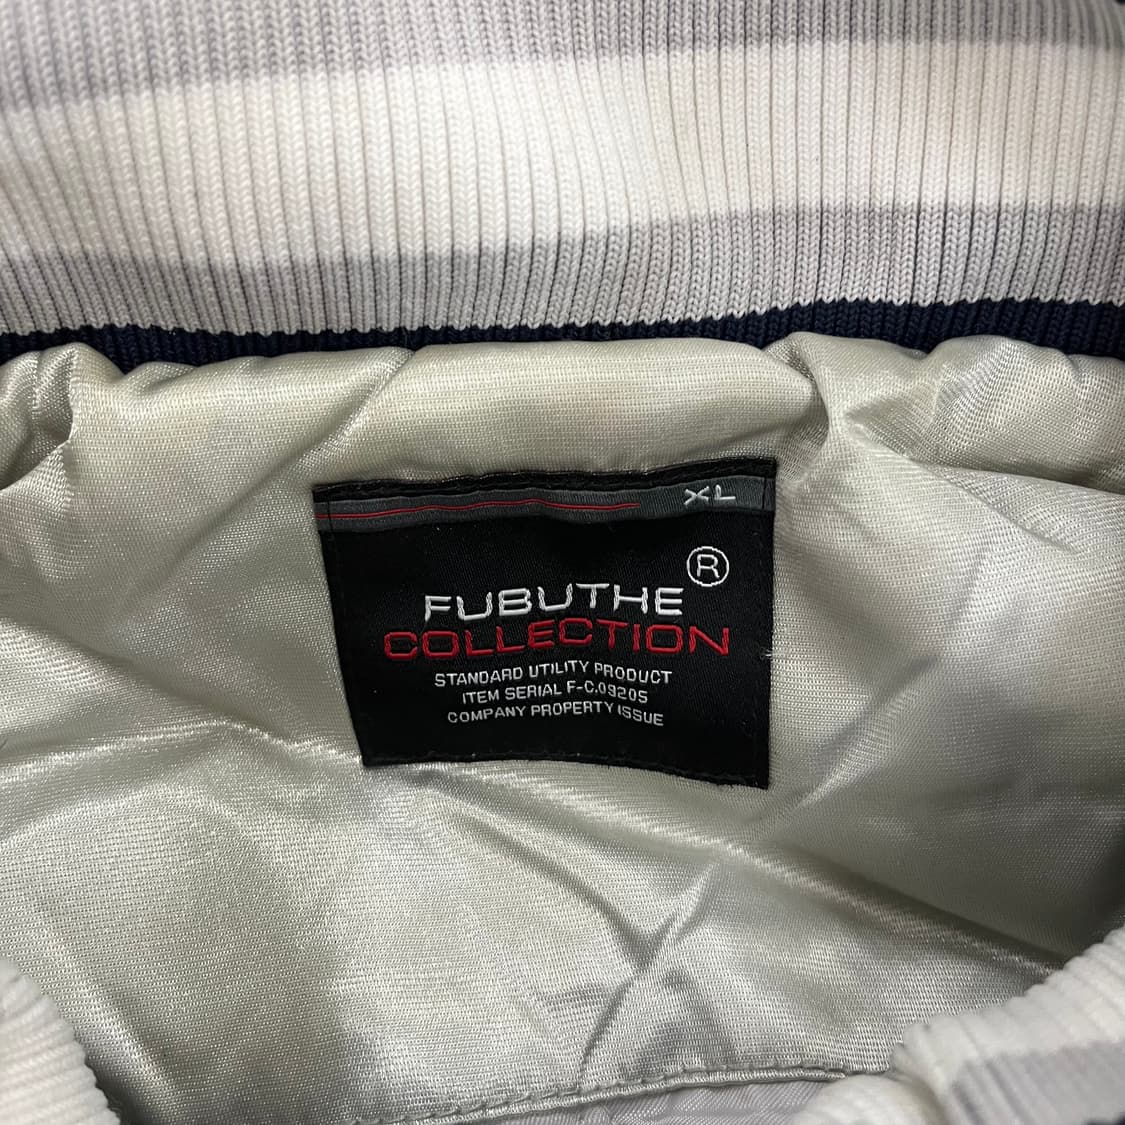 XL
®
FUBUTHE
COLLECTION
STANDARD UTILITY PRODUCT
ITEM SERIAL F-C.09205
COMPANY PROPERTY ISSUE